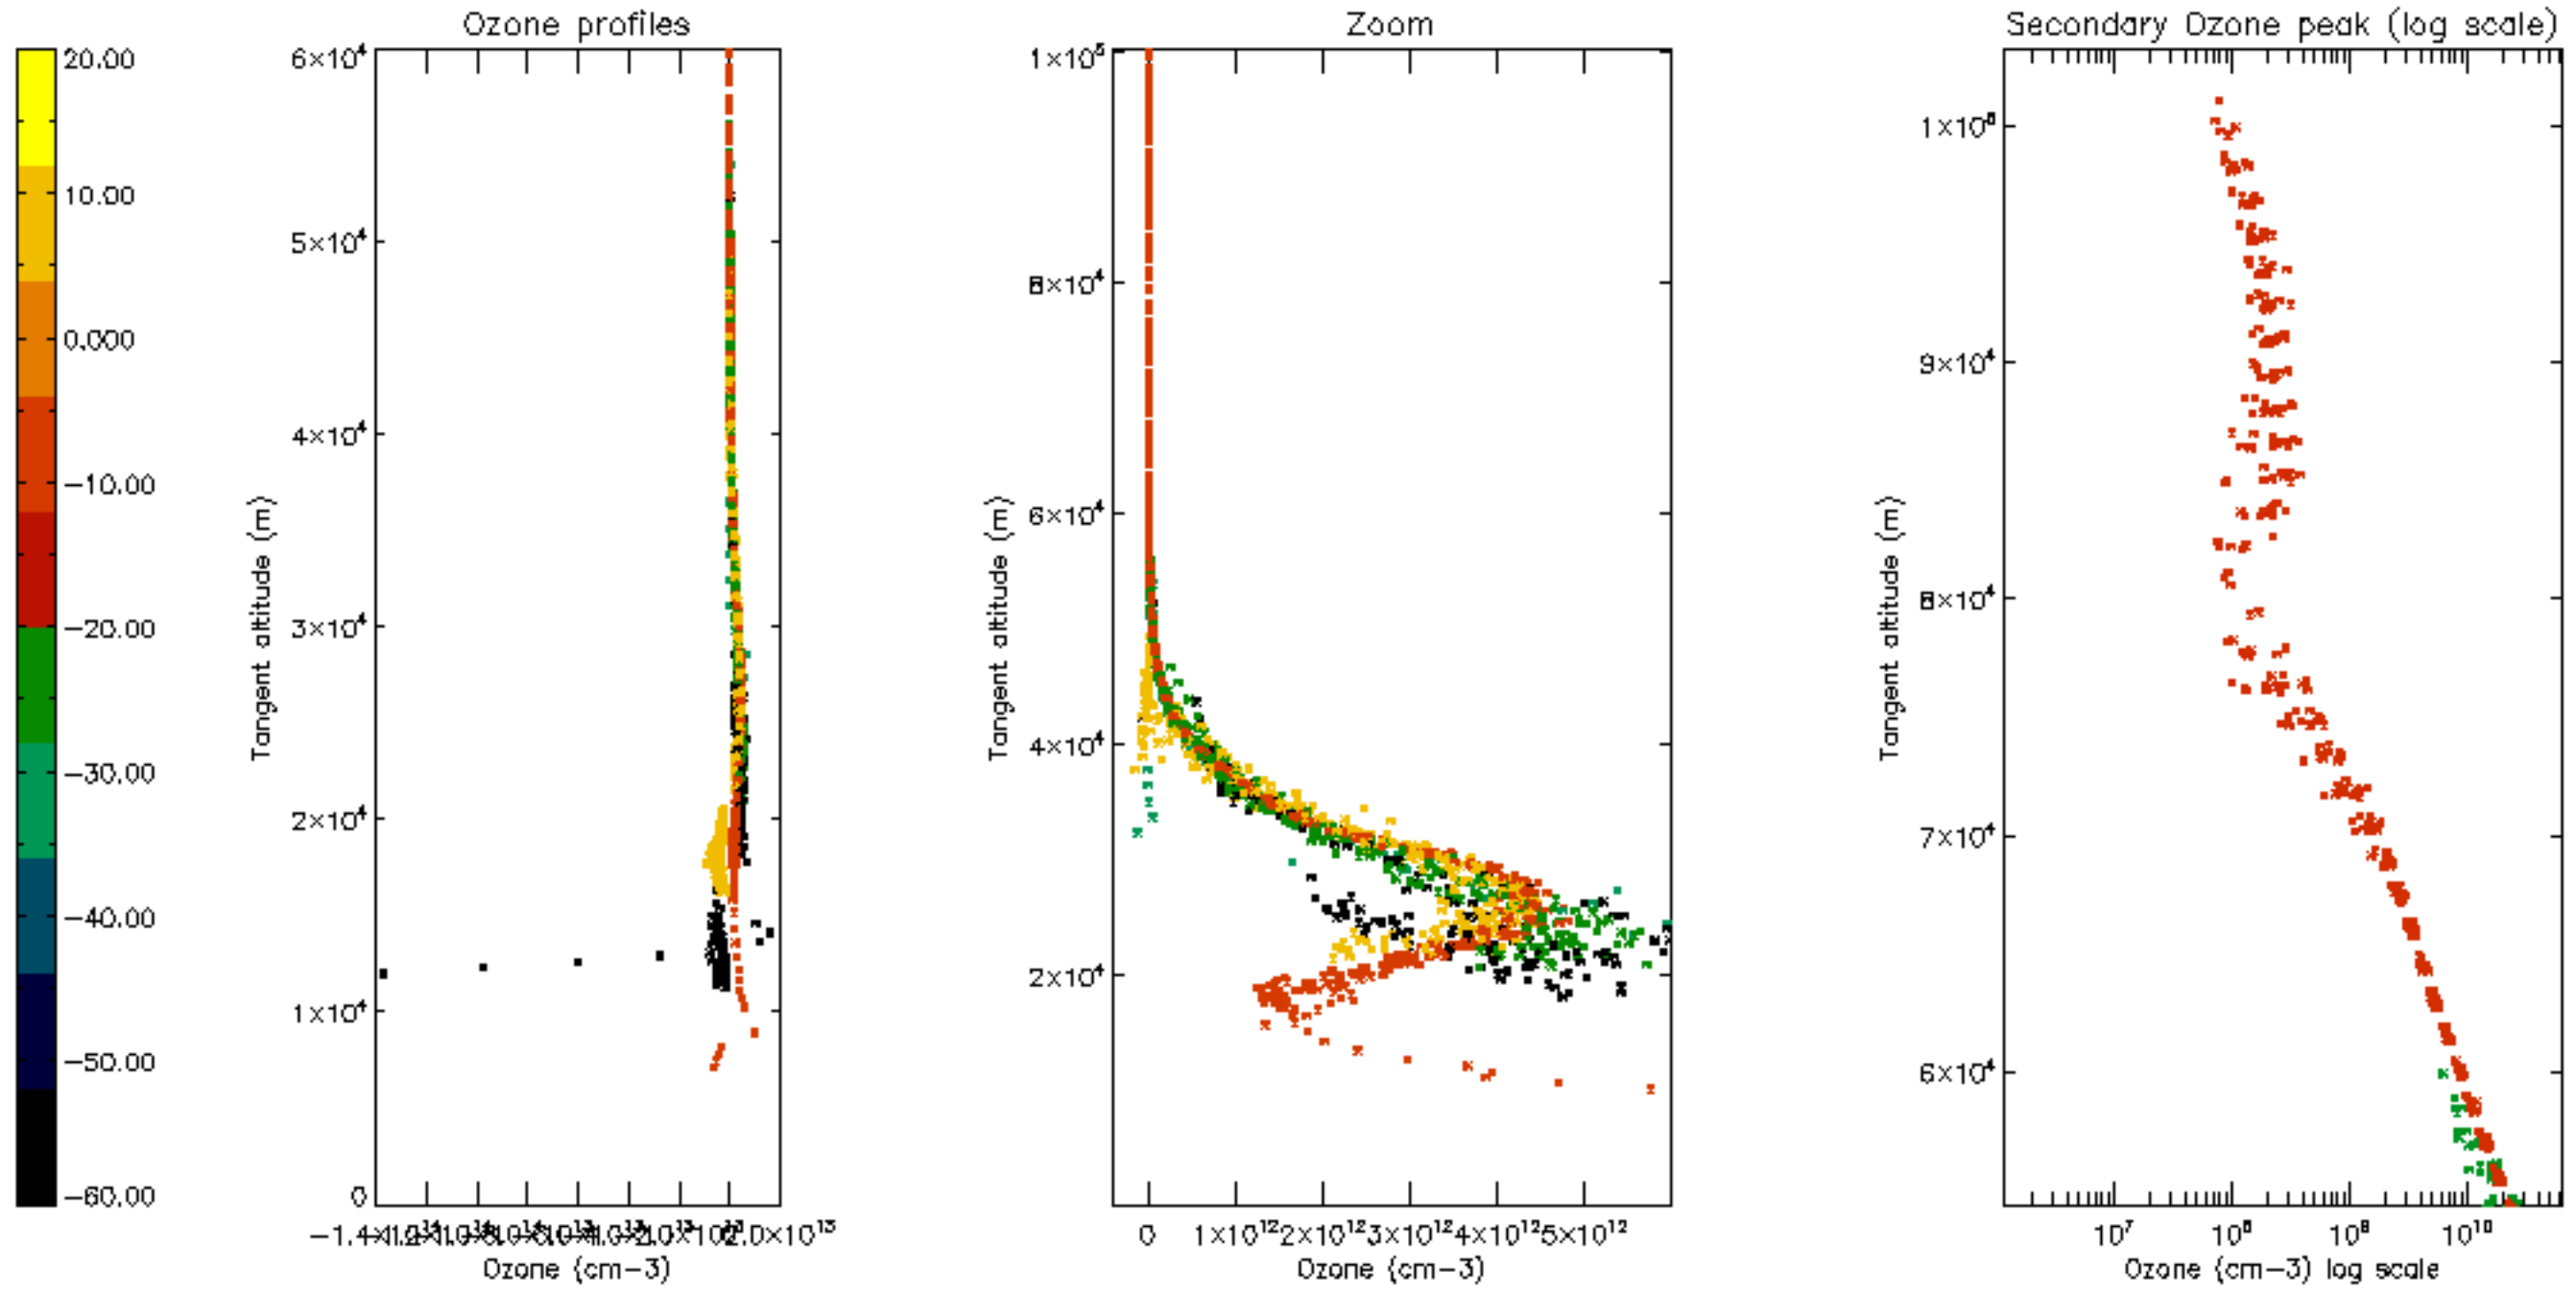 Ozone profiles
Zoom
Secondary Ozone peak (log scale)
20.00
10.00
0.000
−10.00
−20.00
−30.00
−40.00
−50.00
−60.00
Tangent altitude (m)
6×10⁴
5×10⁴
4×10⁴
3×10⁴
2×10⁴
1×10⁴
0
2.0×10¹³
Ozone (cm−3)
Tangent altitude (m)
1×10⁵
8×10⁴
6×10⁴
4×10⁴
2×10⁴
0 1×10¹² 2×10¹² 3×10¹² 4×10¹² 5×10¹²
Ozone (cm−3)
Tangent altitude (m)
1×10⁵
9×10⁴
8×10⁴
7×10⁴
6×10⁴
10⁷ 10⁸ 10⁹ 10¹⁰
Ozone (cm−3) log scale